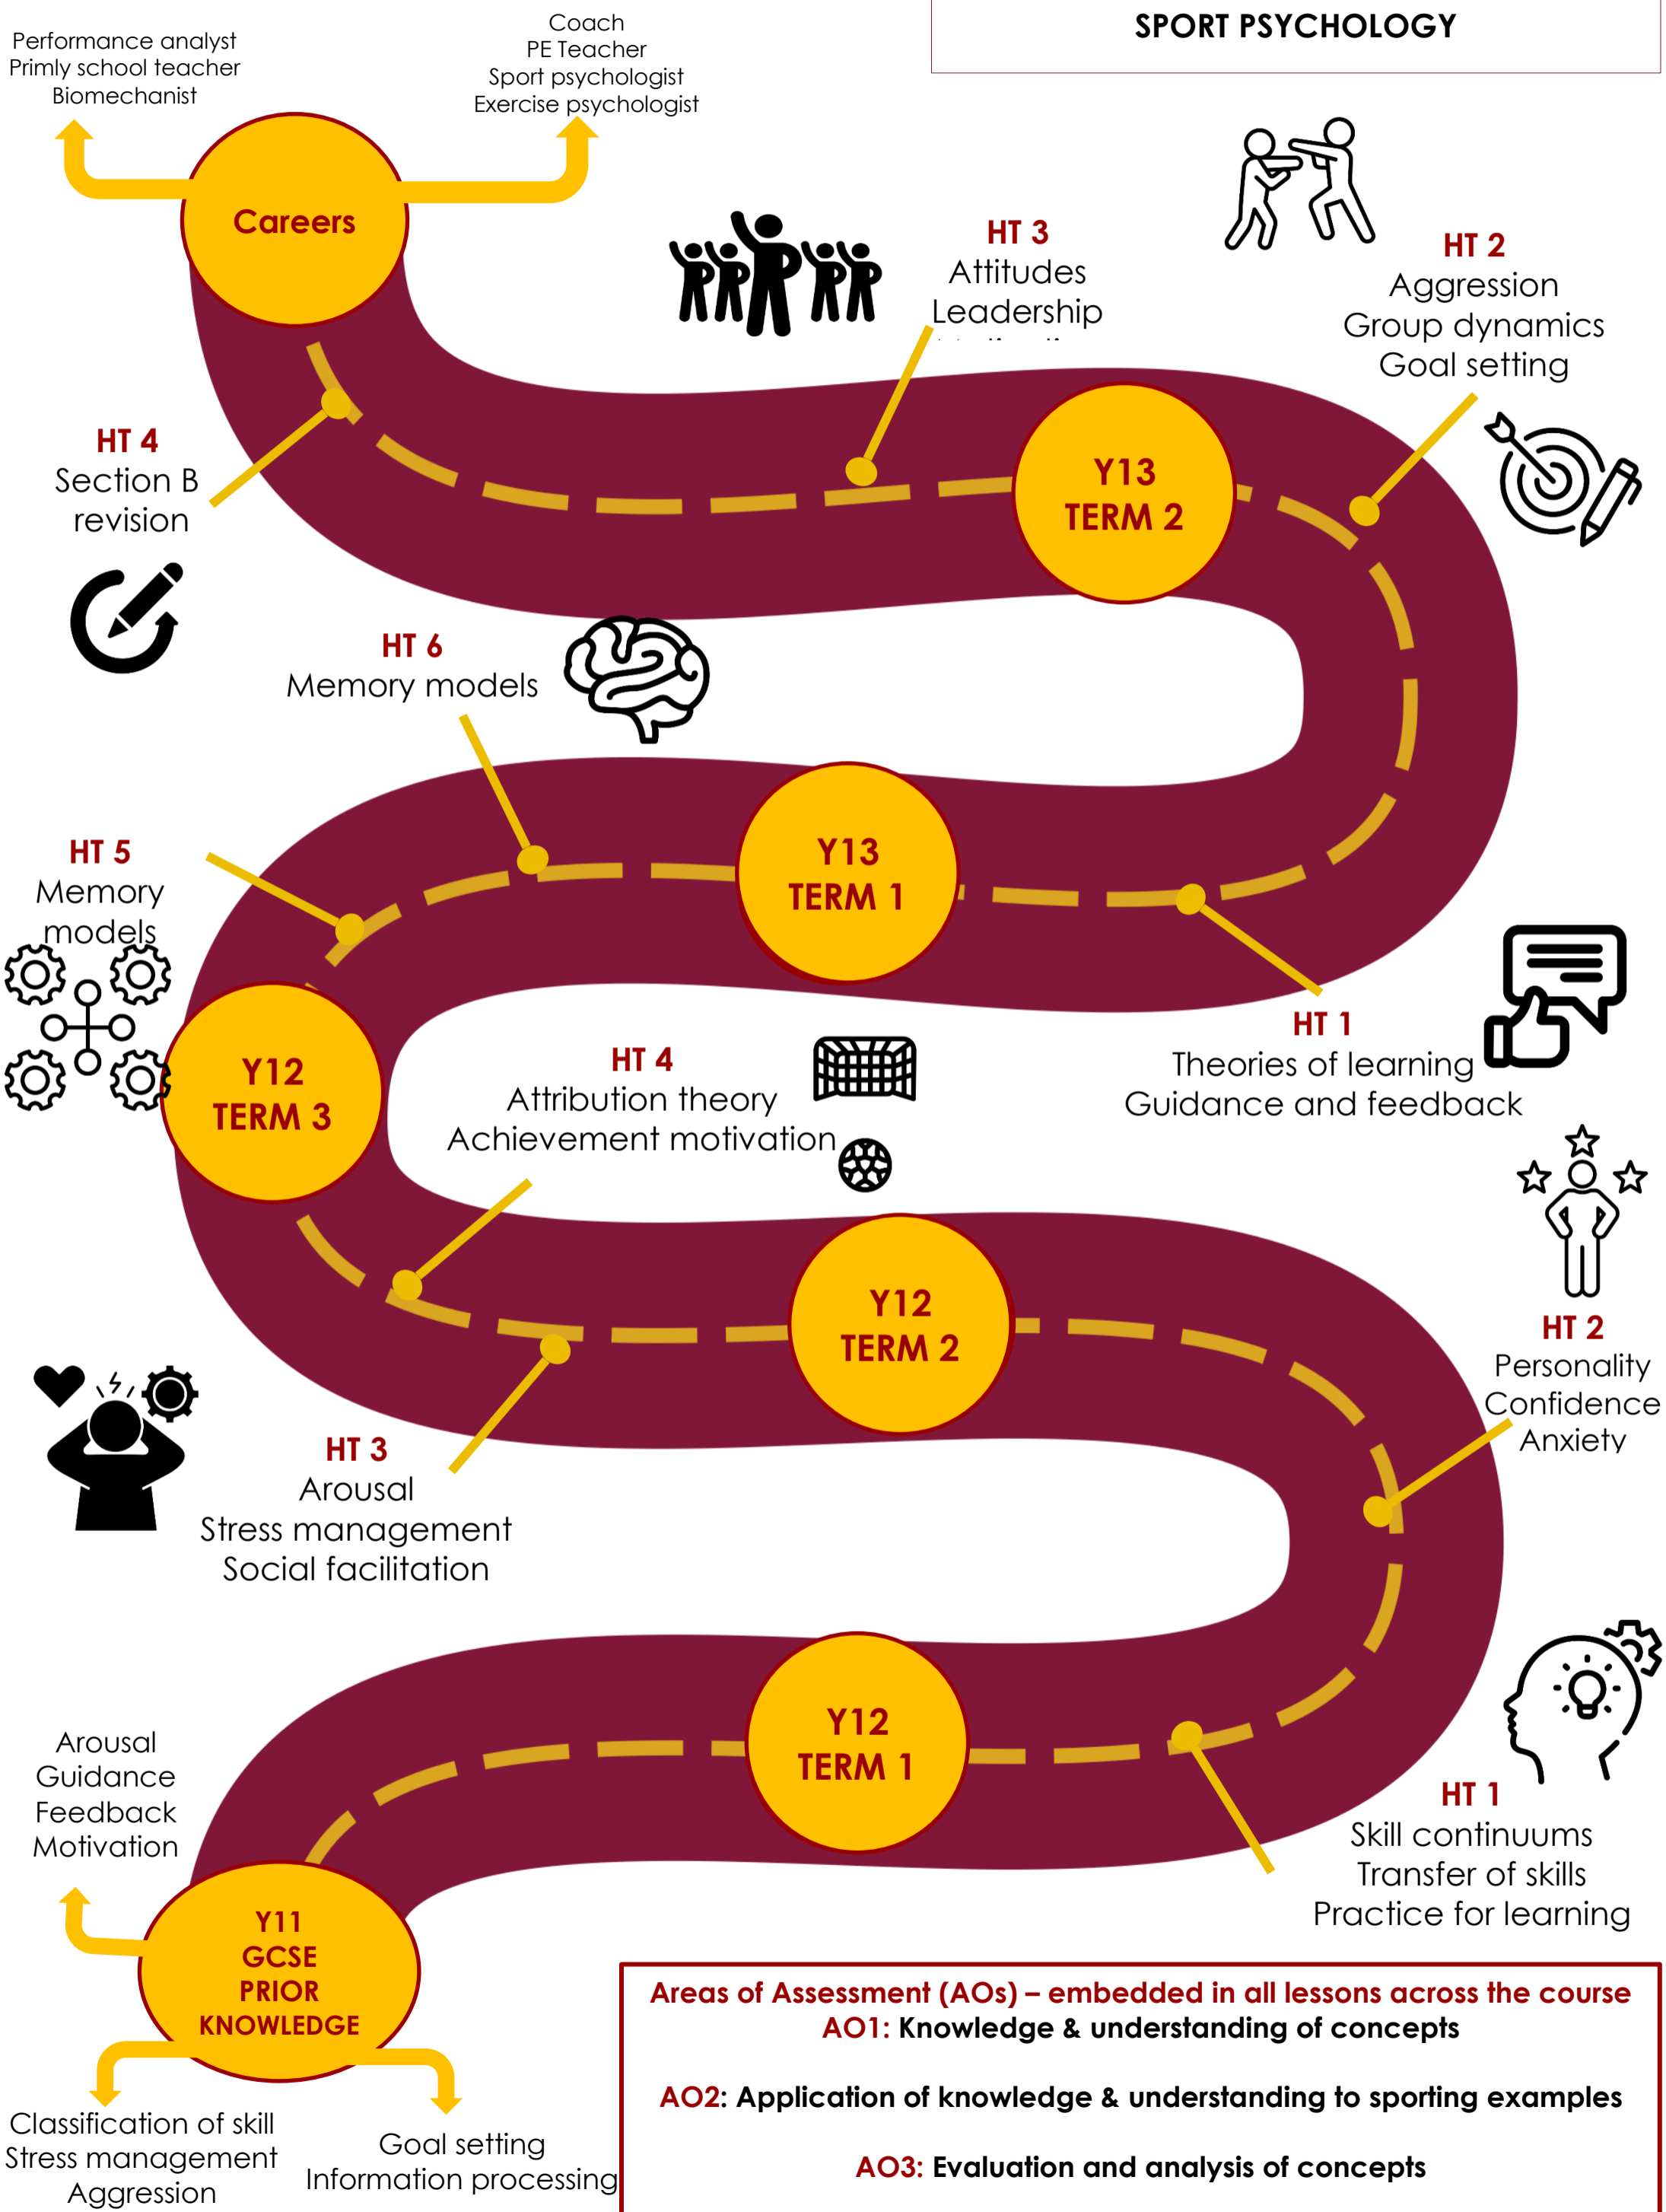 SPORT PSYCHOLOGY
Performance analyst
Primly school teacher
Biomechanist
Coach
PE Teacher
Sport psychologist
Exercise psychologist
Careers
HT 3
Attitudes
Leadership
HT 2
Aggression
Group dynamics
Goal setting
HT 4
Section B
revision
Y13
TERM 2
HT 6
Memory models
HT 5
Memory
models
Y13
TERM 1
HT 1
Theories of learning
Guidance and feedback
Y12
TERM 3
HT 4
Attribution theory
Achievement motivation
Y12
TERM 2
HT 2
Personality
Confidence
Anxiety
HT 3
Arousal
Stress management
Social facilitation
Y12
TERM 1
HT 1
Skill continuums
Transfer of skills
Practice for learning
Arousal
Guidance
Feedback
Motivation
Y11
GCSE
PRIOR
KNOWLEDGE
Classification of skill
Stress management
Aggression
Goal setting
Information processing
Areas of Assessment (AOs) – embedded in all lessons across the course
AO1: Knowledge & understanding of concepts
AO2: Application of knowledge & understanding to sporting examples
AO3: Evaluation and analysis of concepts